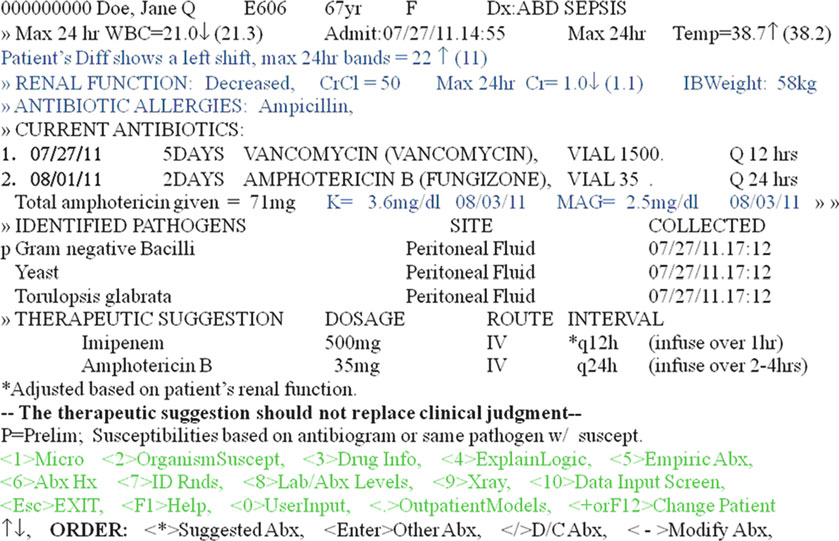 000000000 Doe, Jane Q E606 67yr F Dx:ABD SEPSIS
» Max 24 hr WBC=21.0↓ (21.3) Admit:07/27/11.14:55 Max 24hr Temp=38.7↑ (38.2)
Patient's Diff shows a left shift, max 24hr bands = 22 ↑ (11)
» RENAL FUNCTION: Decreased, CrCl = 50 Max 24hr Cr= 1.0↓ (1.1) IBWeight: 58kg
» ANTIBIOTIC ALLERGIES: Ampicillin,
» CURRENT ANTIBIOTICS:
1. 07/27/11 5DAYS VANCOMYCIN (VANCOMYCIN), VIAL 1500. Q 12 hrs
2. 08/01/11 2DAYS AMPHOTERICIN B (FUNGIZONE), VIAL 35 . Q 24 hrs
Total amphotericin given = 71mg K= 3.6mg/dl 08/03/11 MAG= 2.5mg/dl 08/03/11 » »
» IDENTIFIED PATHOGENS SITE COLLECTED
p Gram negative Bacilli Peritoneal Fluid 07/27/11.17:12
Yeast Peritoneal Fluid 07/27/11.17:12
Torulopsis glabrata Peritoneal Fluid 07/27/11.17:12
» THERAPEUTIC SUGGESTION DOSAGE ROUTE INTERVAL
Imipenem 500mg IV *q12h (infuse over 1hr)
Amphotericin B 35mg IV q24h (infuse over 2-4hrs)
*Adjusted based on patient's renal function.
-- The therapeutic suggestion should not replace clinical judgment--
P=Prelim; Susceptibilities based on antibiogram or same pathogen w/ suscept.
<1>Micro <2>OrganismSuscept, <3>Drug Info, <4>ExplainLogic, <5>Empiric Abx,
<6>Abx Hx <7>ID Rnds, <8>Lab/Abx Levels, <9>Xray, <10>Data Input Screen,
<Esc>EXIT, <F1>Help, <0>UserInput, <.>OutpatientModels, <+orF12>Change Patient
↑↓, ORDER: <*>Suggested Abx, <Enter>Other Abx, </>D/C Abx, < - >Modify Abx,